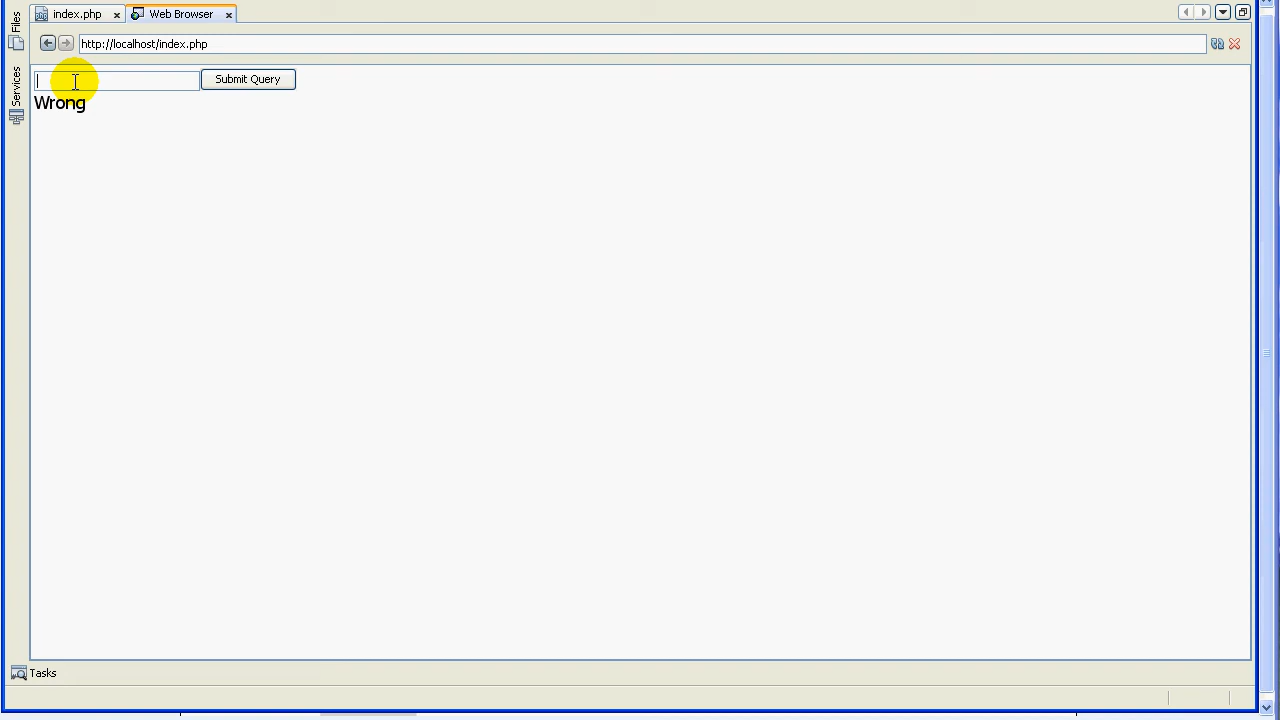 index.php
Web Browser
Files
http://localhost/index.php
Services
Submit Query
Wrong
Tasks